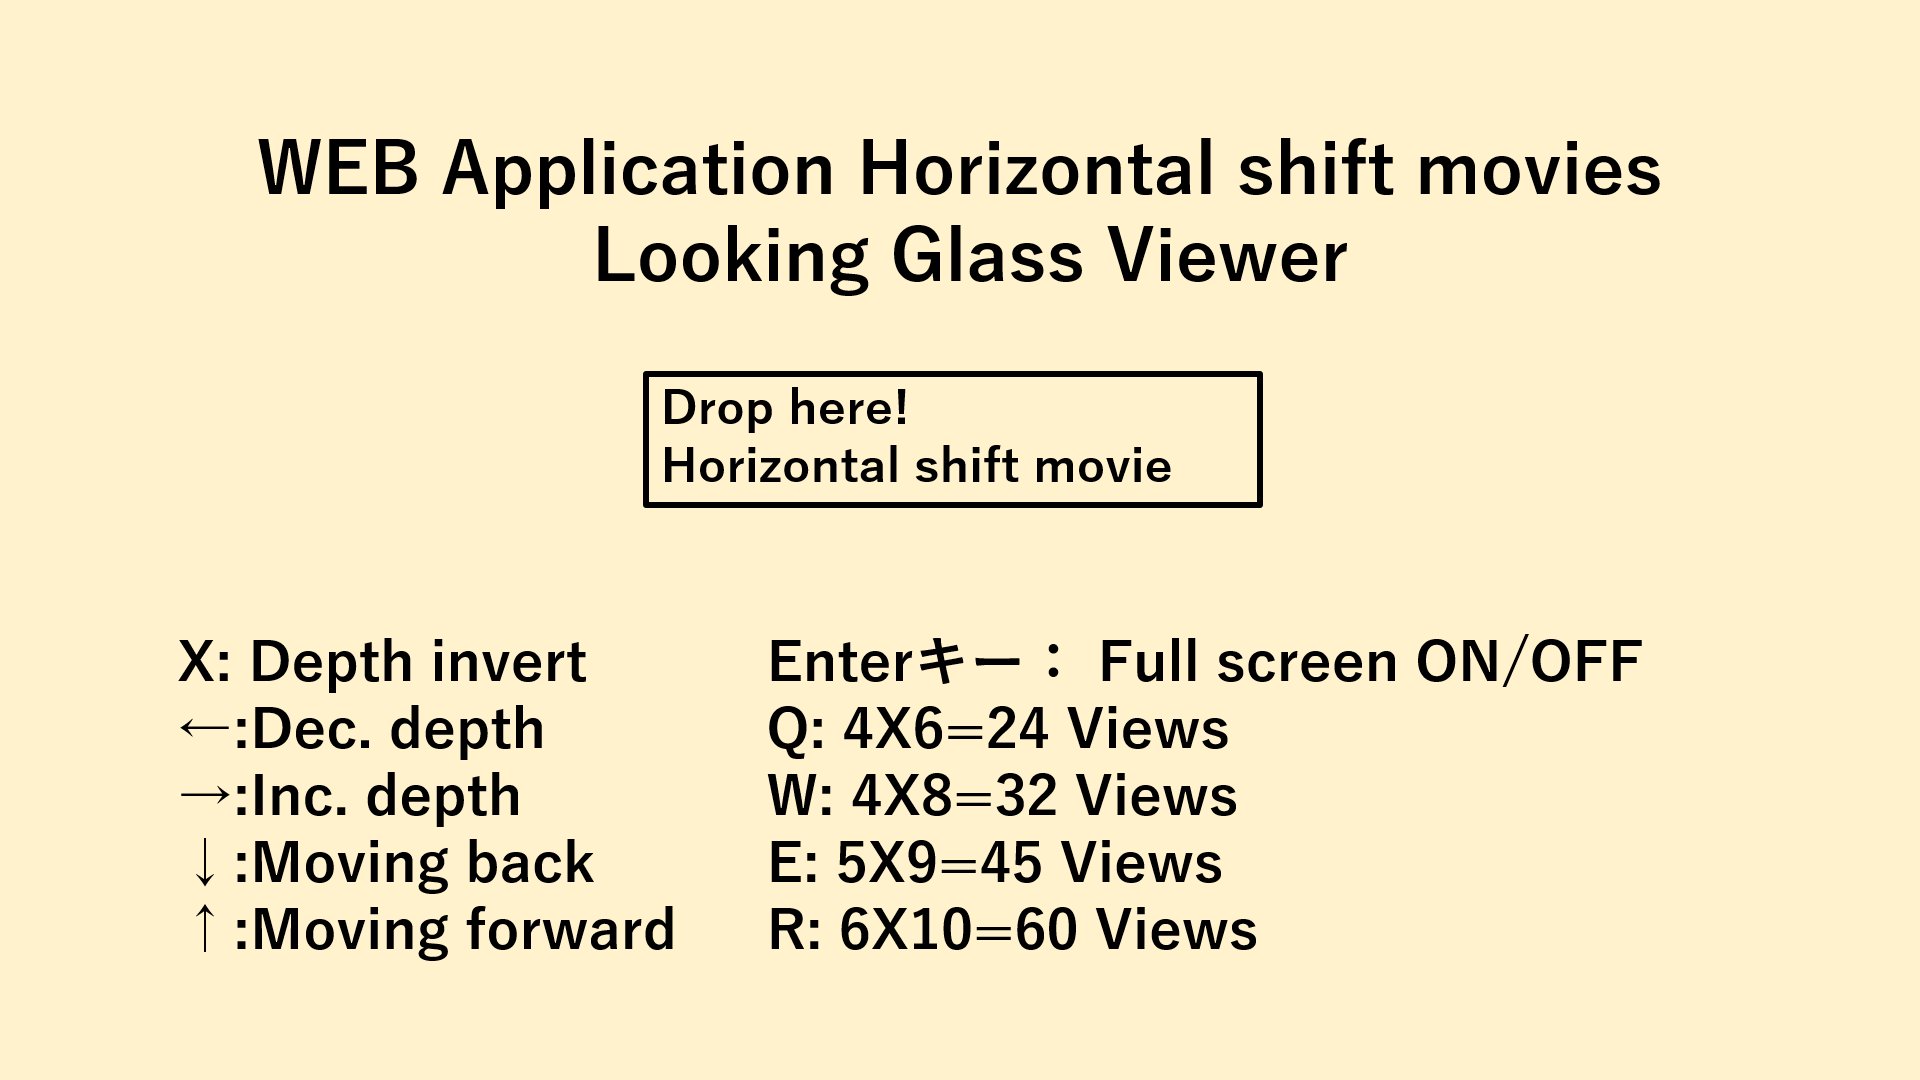 WEB Application Horizontal shift movies
Looking Glass Viewer
Drop here!
Horizontal shift movie
X: Depth invert
←:Dec. depth
→:Inc. depth
↓:Moving back
↑:Moving forward
Enterキー： Full screen ON/OFF
Q: 4X6=24 Views
W: 4X8=32 Views
E: 5X9=45 Views
R: 6X10=60 Views